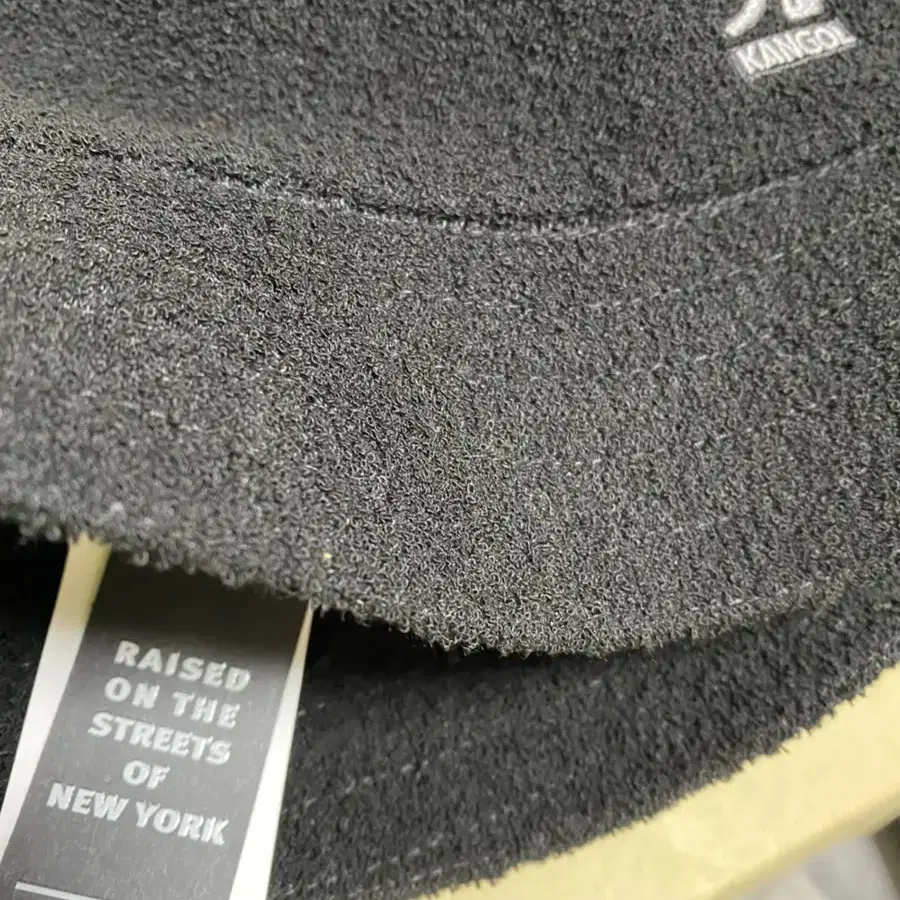 KANGOL
RAISED
ON THE
STREETS
OF
NEW YORK